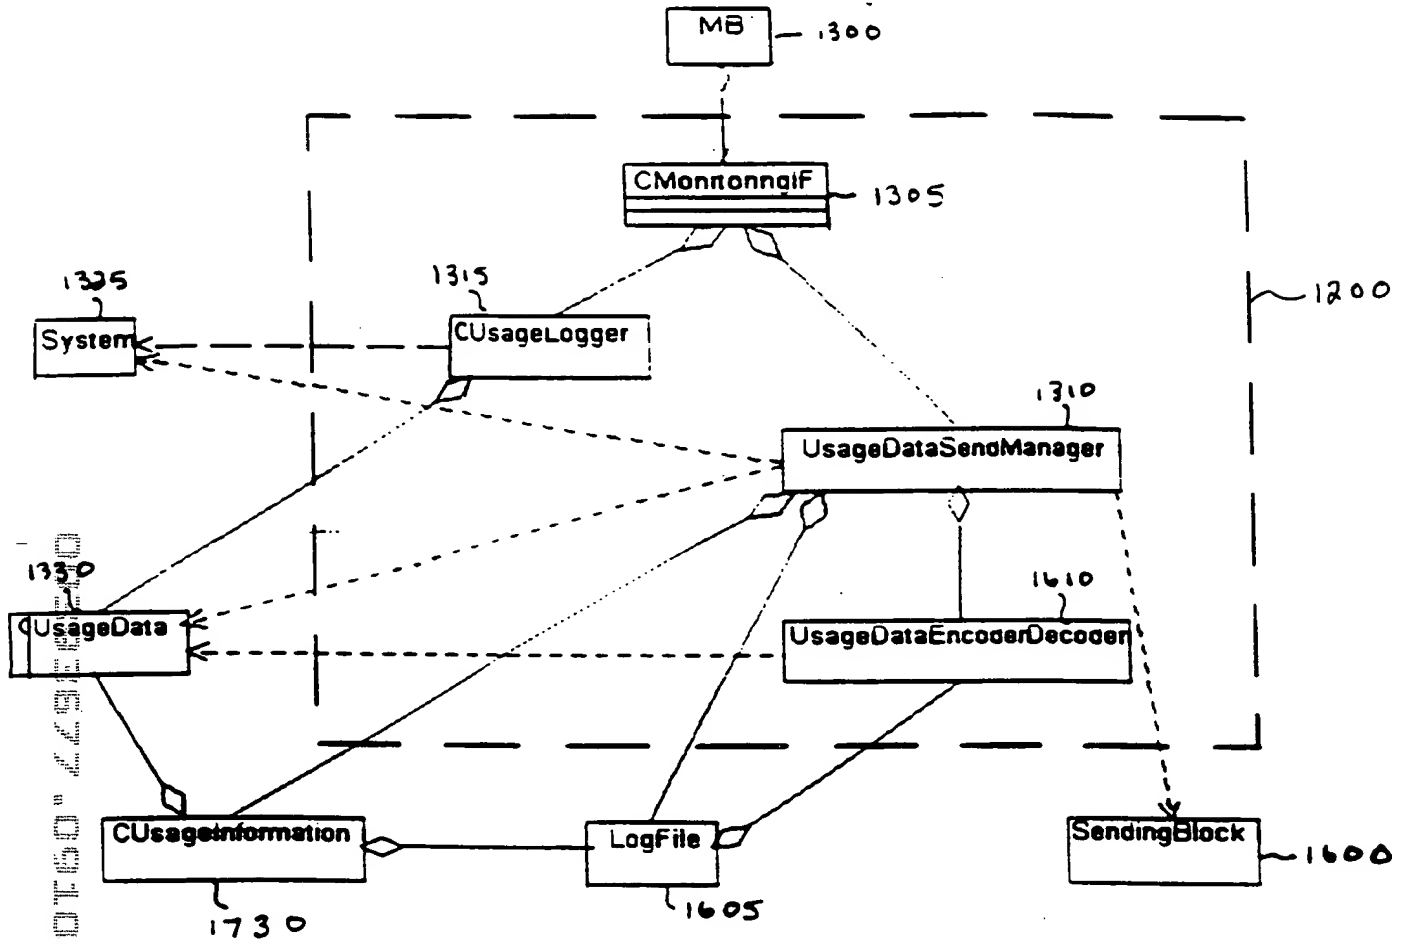 MB
1300
CMonitoringIF
1305
1325
1315
1200
System
CUsageLogger
1310
UsageDataSendManager
1330
1610
CUsageData
UsageDataEncoderDecoder
CUsageInformation
LogFile
SendingBlock
1600
1605
1730